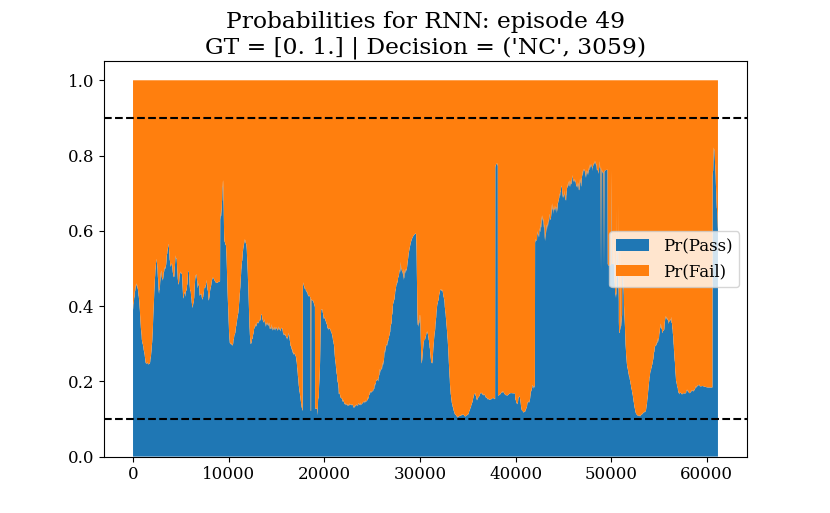 Probabilities for RNN: episode 49
GT = [0. 1.] | Decision = ('NC', 3059)
1.0
0.8
0.6
0.4
0.2
0.0
Pr(Pass)
Pr(Fail)
0 10000 20000 30000 40000 50000 60000